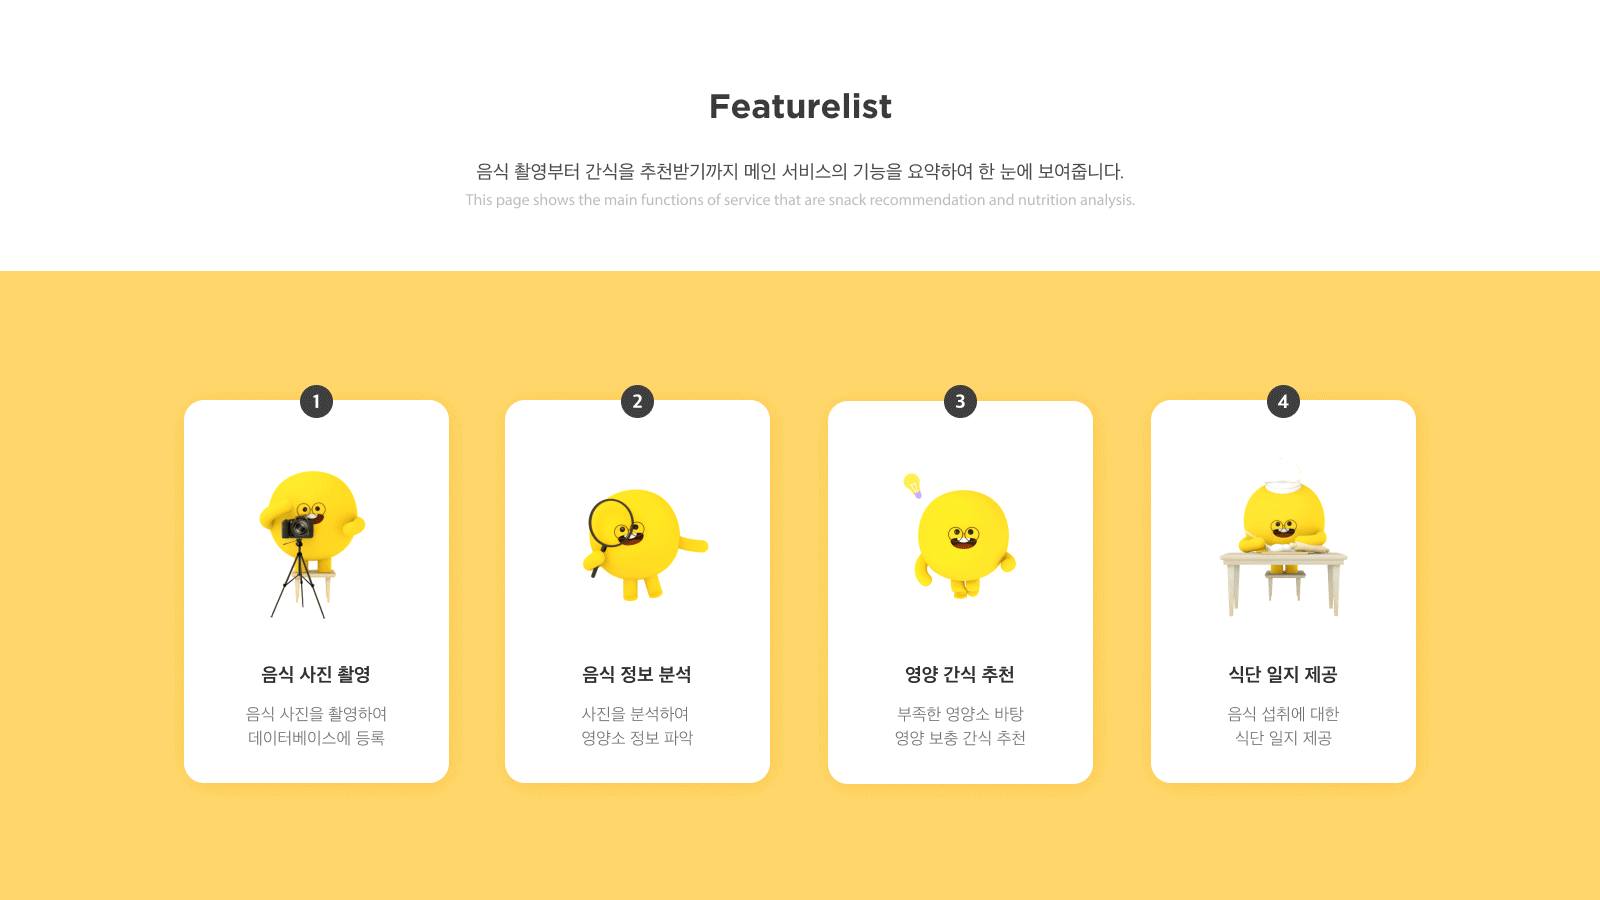 Featurelist
음식 촬영부터 간식을 추천받기까지 메인 서비스의 기능을 요약하여 한 눈에 보여줍니다.
This page shows the main functions of service that are snack recommendation and nutrition analysis.
1
음식 사진 촬영
음식 사진을 촬영하여
데이터베이스에 등록
2
음식 정보 분석
사진을 분석하여
영양소 정보 파악
3
영양 간식 추천
부족한 영양소 바탕
영양 보충 간식 추천
4
식단 일지 제공
음식 섭취에 대한
식단 일지 제공